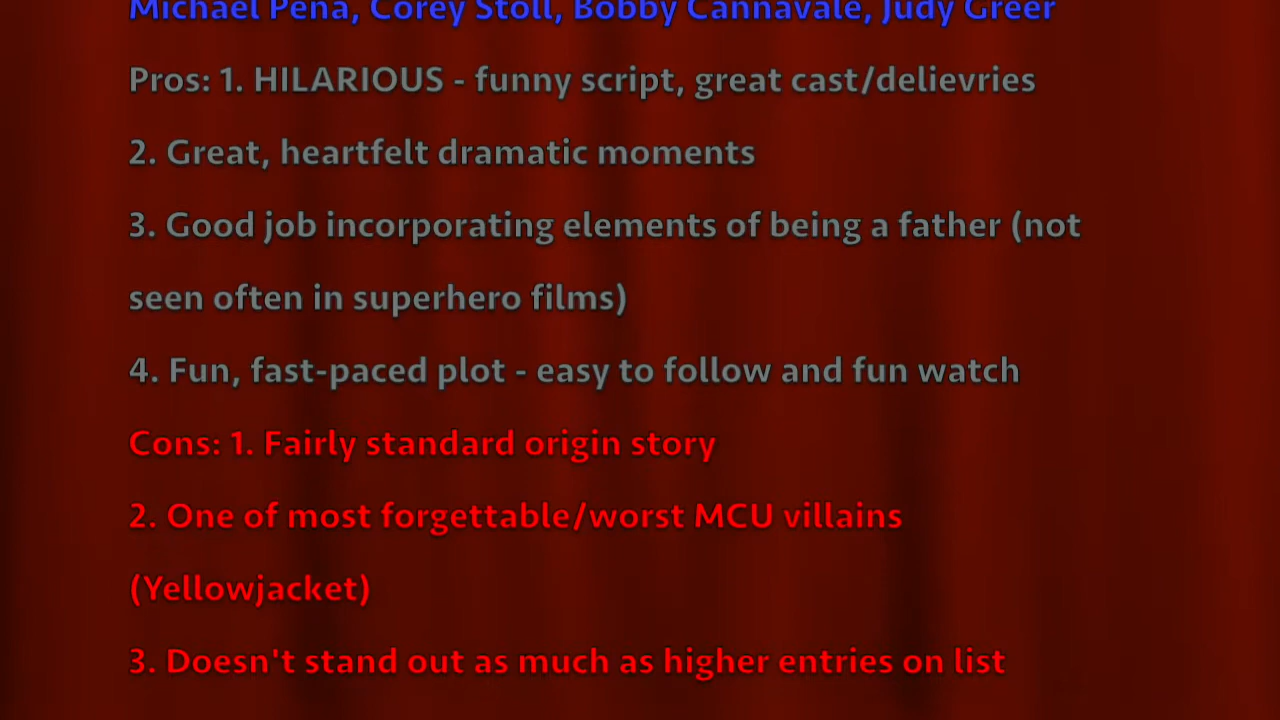 Michael Peña, Corey Stoll, Bobby Cannavale, Judy Greer
Pros: 1. HILARIOUS - funny script, great cast/delievries
2. Great, heartfelt dramatic moments
3. Good job incorporating elements of being a father (not
seen often in superhero films)
4. Fun, fast-paced plot - easy to follow and fun watch
Cons: 1. Fairly standard origin story
2. One of most forgettable/worst MCU villains
(Yellowjacket)
3. Doesn't stand out as much as higher entries on list